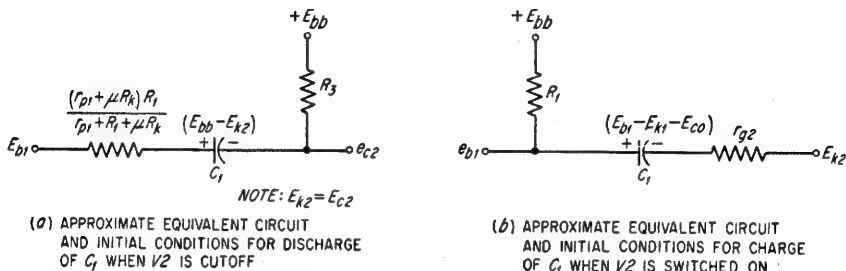 +E_bb
R_3
(r_p1+μR_k) R_1
r_p1+R_1+μR_k
(E_bb-E_k2)
E_b1
+ -
C_1
e_c2
NOTE: E_k2=E_c2
(a) APPROXIMATE EQUIVALENT CIRCUIT
AND INITIAL CONDITIONS FOR DISCHARGE
OF C_1 WHEN V2 IS CUTOFF
+E_bb
R_1
(E_b1-E_k1-E_co)
r_g2
e_b1
+ -
C_1
E_k2
(b) APPROXIMATE EQUIVALENT CIRCUIT
AND INITIAL CONDITIONS FOR CHARGE
OF C_1 WHEN V2 IS SWITCHED ON